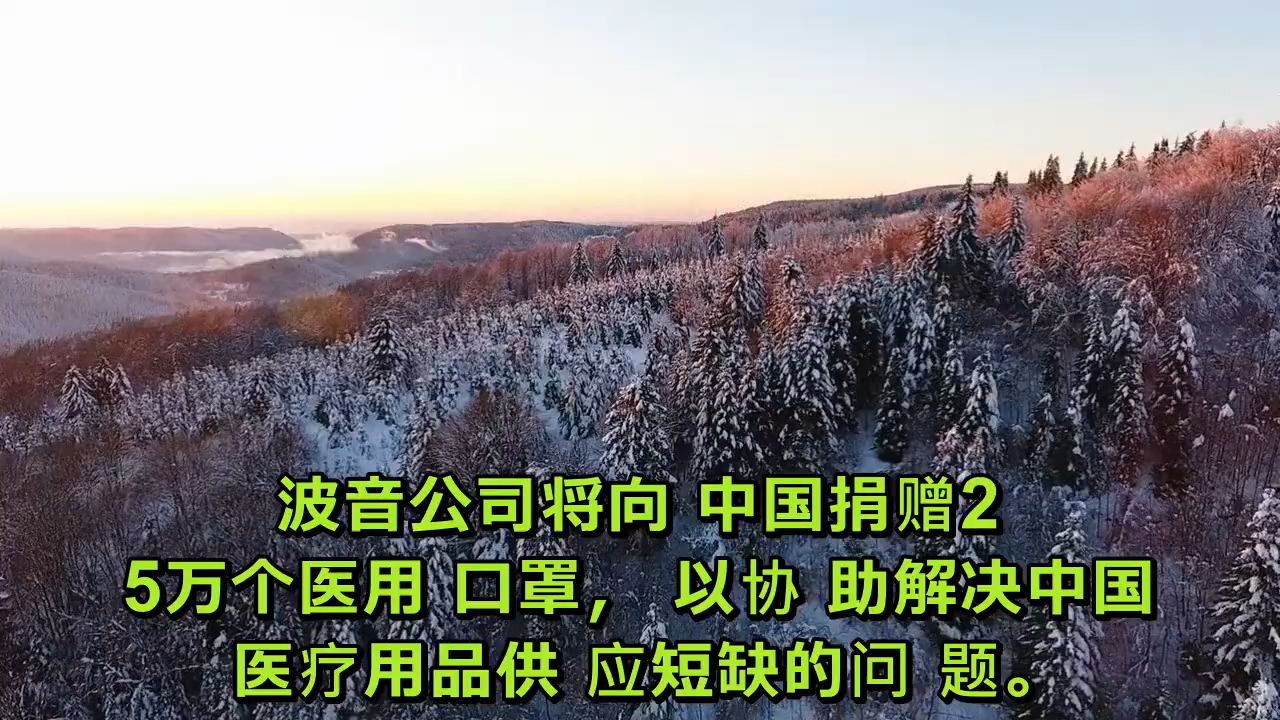 波音公司将向 中国捐赠2
5万个医用 口罩， 以协 助解决中国
医疗用品供 应短缺的问 题。